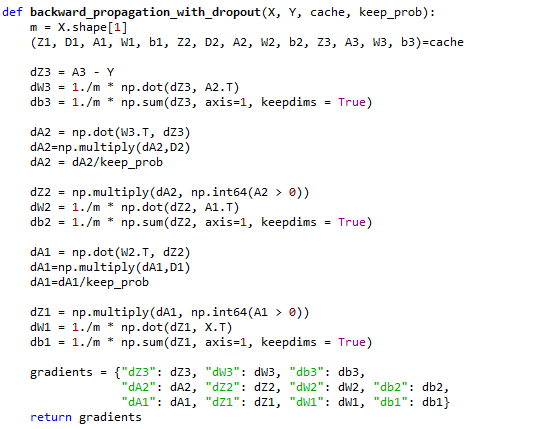 def backward_propagation_with_dropout(X, Y, cache, keep_prob):
    m = X.shape[1]
    (Z1, D1, A1, W1, b1, Z2, D2, A2, W2, b2, Z3, A3, W3, b3)=cache

    dZ3 = A3 - Y
    dW3 = 1./m * np.dot(dZ3, A2.T)
    db3 = 1./m * np.sum(dZ3, axis=1, keepdims = True)

    dA2 = np.dot(W3.T, dZ3)
    dA2=np.multiply(dA2,D2)
    dA2 = dA2/keep_prob

    dZ2 = np.multiply(dA2, np.int64(A2 > 0))
    dW2 = 1./m * np.dot(dZ2, A1.T)
    db2 = 1./m * np.sum(dZ2, axis=1, keepdims = True)

    dA1 = np.dot(W2.T, dZ2)
    dA1=np.multiply(dA1,D1)
    dA1=dA1/keep_prob

    dZ1 = np.multiply(dA1, np.int64(A1 > 0))
    dW1 = 1./m * np.dot(dZ1, X.T)
    db1 = 1./m * np.sum(dZ1, axis=1, keepdims = True)

    gradients = {"dZ3": dZ3, "dW3": dW3, "db3": db3,
                 "dA2": dA2, "dZ2": dZ2, "dW2": dW2, "db2": db2,
                 "dA1": dA1, "dZ1": dZ1, "dW1": dW1, "db1": db1}
    return gradients